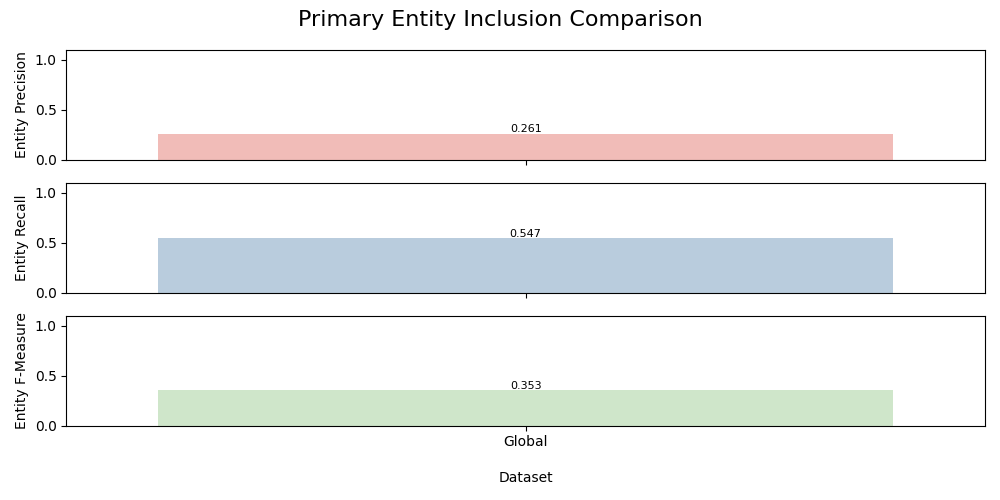 Primary Entity Inclusion Comparison
Entity Precision
1.0
0.5
0.0
0.261
Entity Recall
1.0
0.5
0.0
0.547
Entity F-Measure
1.0
0.5
0.0
0.353
Global
Dataset